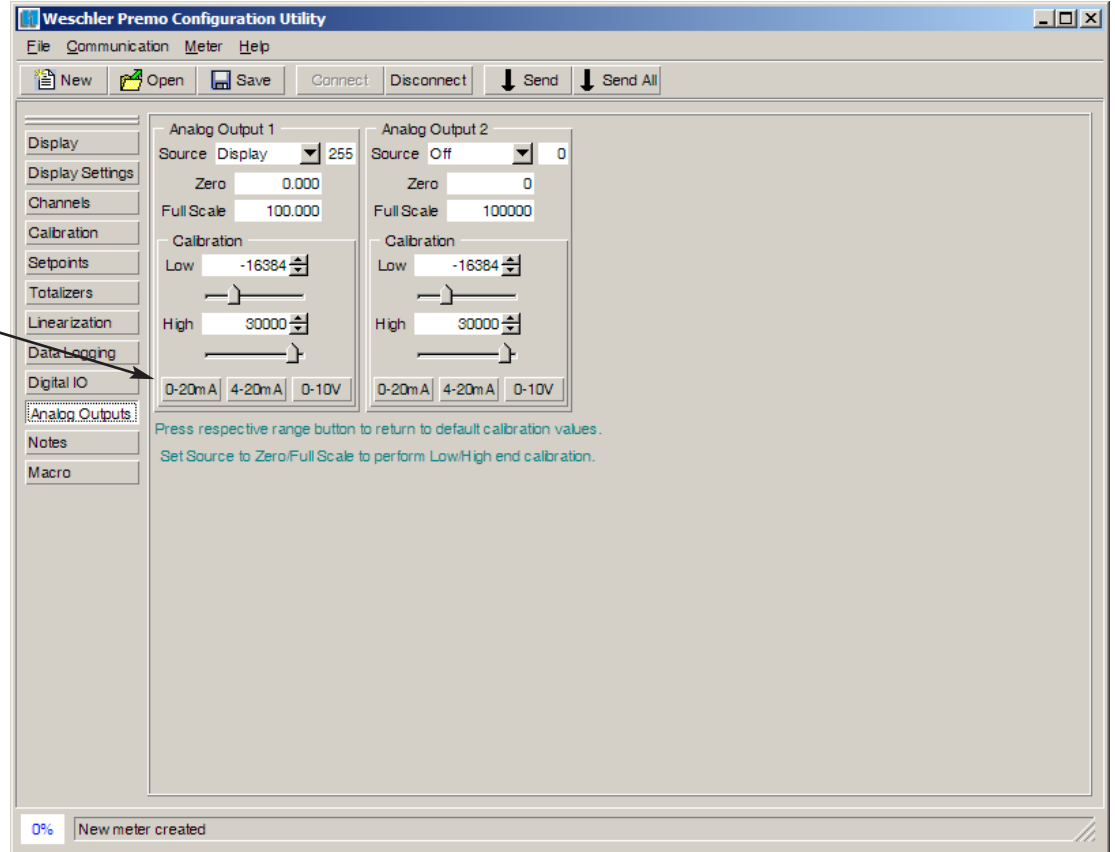 Weschler Premo Configuration Utility
File Communication Meter Help
New Open Save Connect Disconnect Send Send All
Display
Display Settings
Channels
Calibration
Setpoints
Totalizers
Linearization
Data Logging
Digital IO
Analog Outputs
Notes
Macro
Analog Output 1
Source Display 255
Zero 0.000
Full Scale 100.000
Calibration
Low -16384
High 30000
0-20mA 4-20mA 0-10V
Analog Output 2
Source Off 0
Zero 0
Full Scale 100000
Calibration
Low -16384
High 30000
0-20mA 4-20mA 0-10V
Press respective range button to return to default calibration values.
Set Source to Zero/Full Scale to perform Low/High end calibration.
0% New meter created